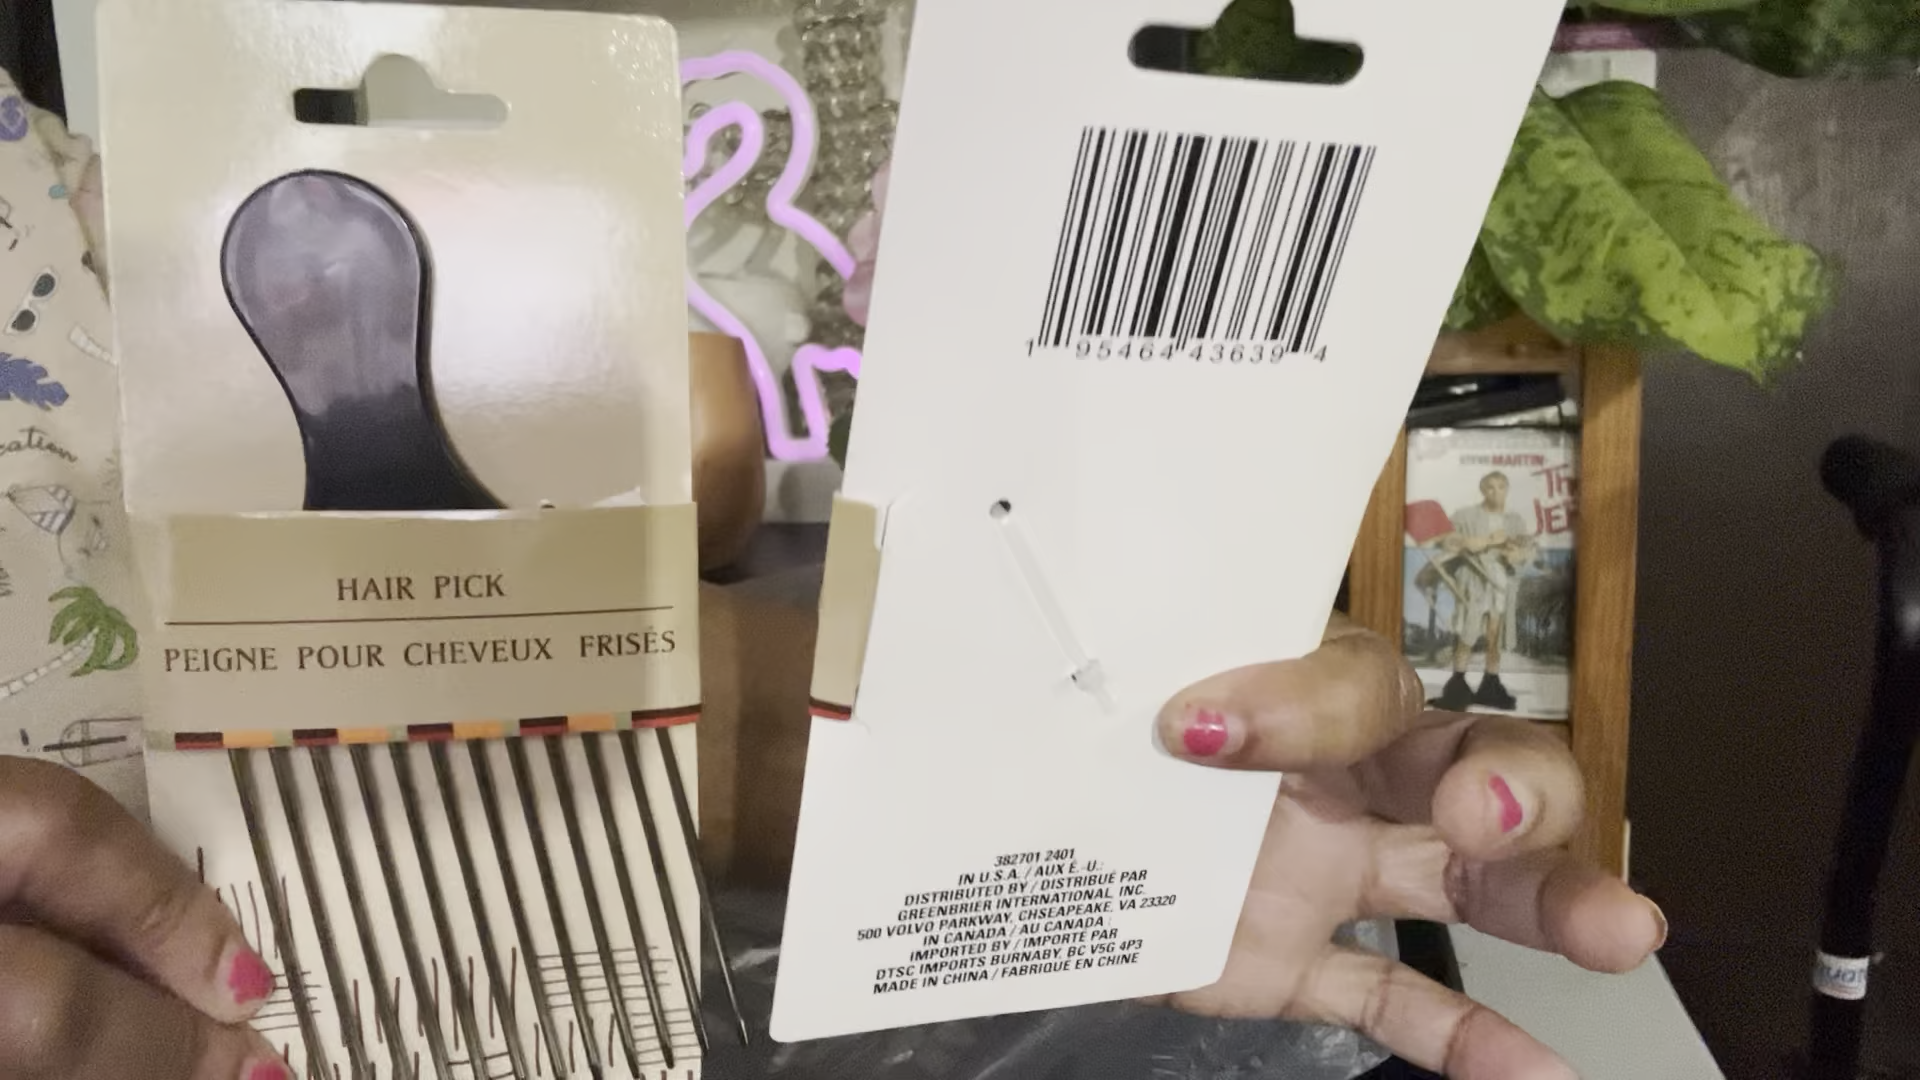 HAIR PICK
PEIGNE POUR CHEVEUX FRISÉS
1 95464 43639 4
382701 2401
IN U.S.A. / AUX É.-U.:
DISTRIBUTED BY / DISTRIBUÉ PAR
GREENBRIER INTERNATIONAL, INC.
500 VOLVO PARKWAY, CHSEAPEAKE, VA 23320
IN CANADA / AU CANADA :
IMPORTED BY / IMPORTÉ PAR
DTSC IMPORTS BURNABY, BC V5G 4P3
MADE IN CHINA / FABRIQUÉ EN CHINE
STEVE MARTIN